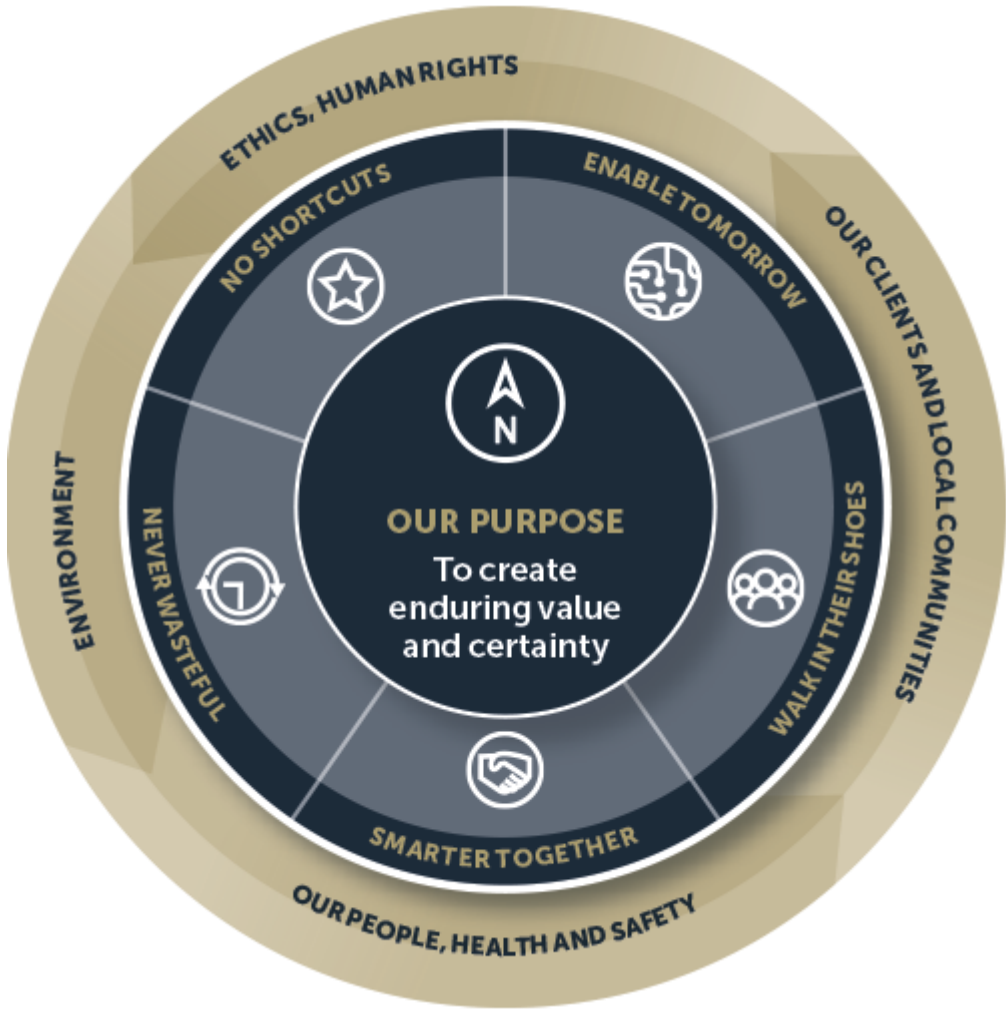 ETHICS, HUMAN RIGHTS
OUR CLIENTS AND LOCAL COMMUNITIES
OUR PEOPLE, HEALTH AND SAFETY
ENVIRONMENT
NO SHORTCUTS
ENABLE TOMORROW
WALK IN THEIR SHOES
SMARTER TOGETHER
NEVER WASTEFUL
N
OUR PURPOSE
To create
enduring value
and certainty